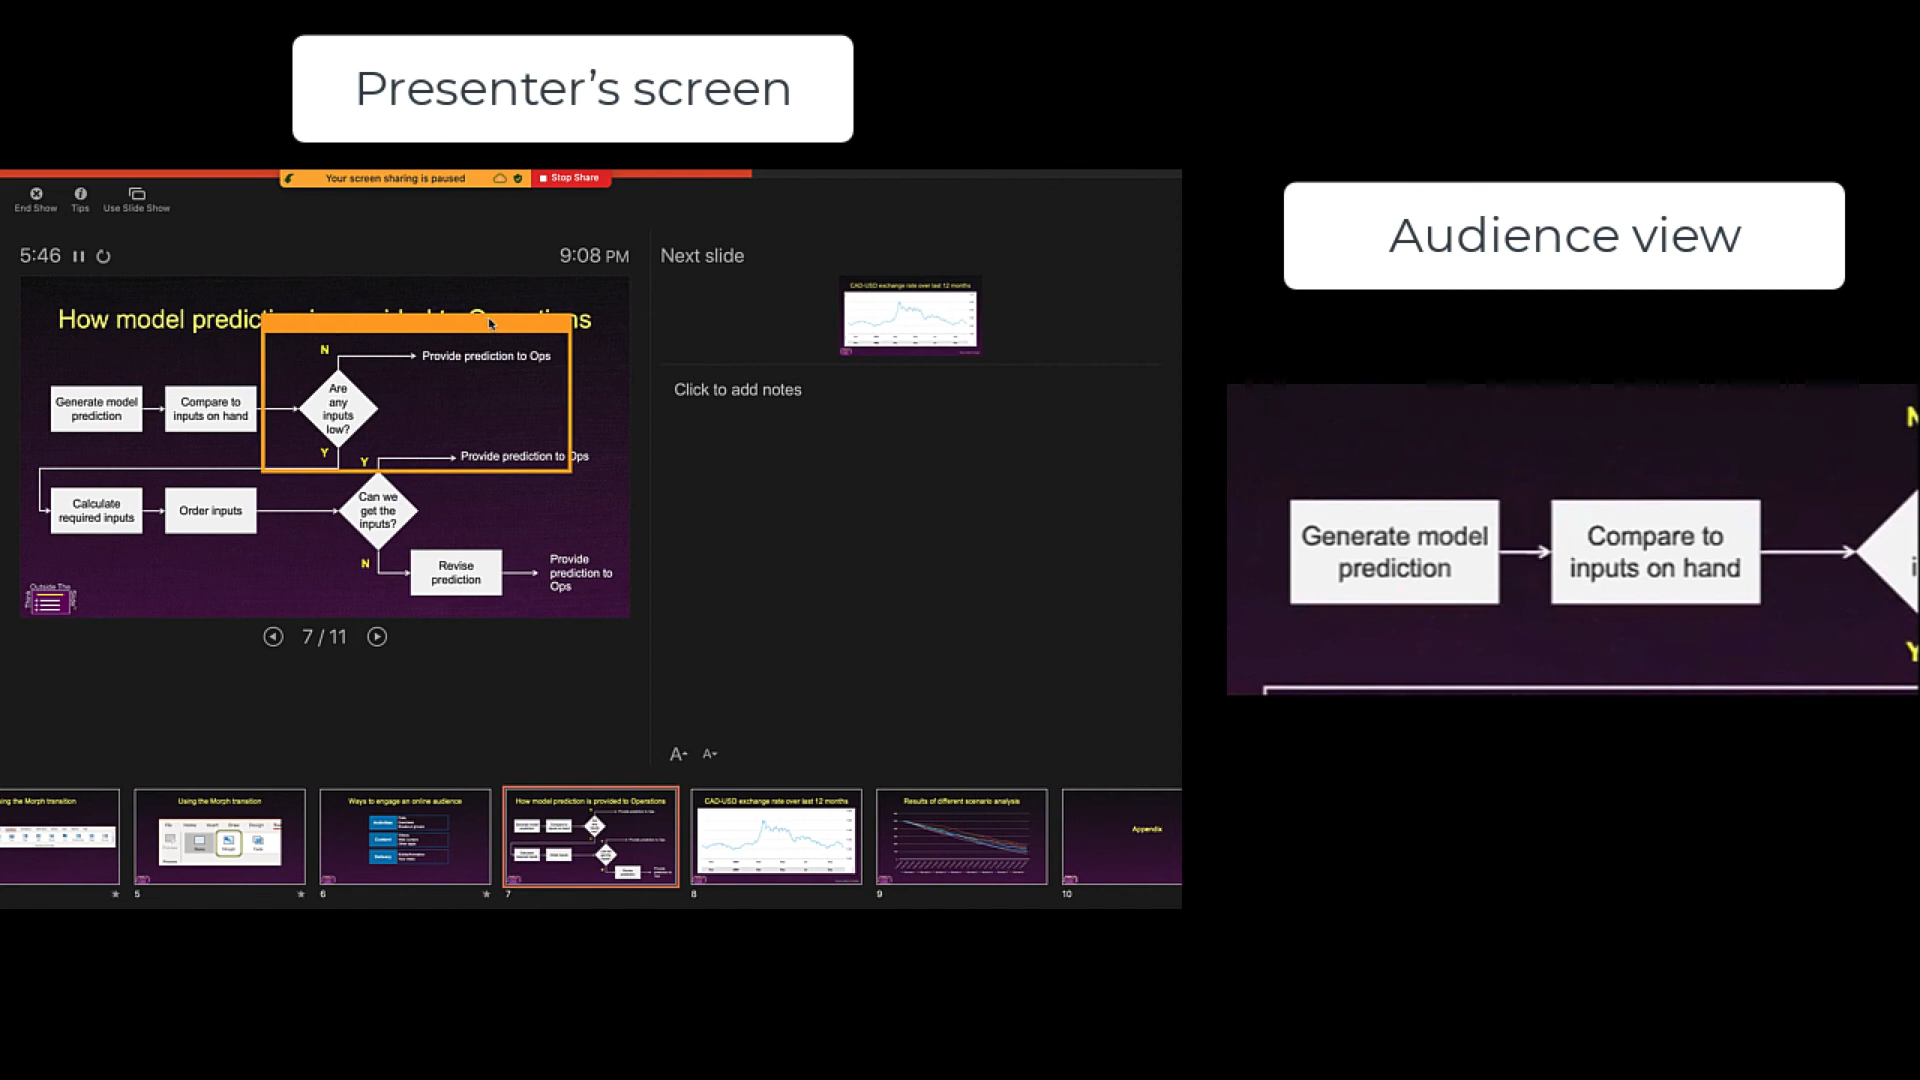 Presenter's screen
Your screen sharing is paused
Stop Share
End Show
Tips
Use Slide Show
5:46
9:08 PM
How model predic
ns
N
Provide prediction to Ops
Generate model
prediction
Compare to
inputs on hand
Are
any
inputs
low?
Y
Y
Provide prediction to Ops
Calculate
required inputs
Order inputs
Can we
get the
inputs?
N
Revise
prediction
Provide
prediction to
Ops
Outside The
7 / 11
Next slide
CAD-USD exchange rate over last 12 months
Click to add notes
A
A
ing the Morph transition
Using the Morph transition
5
Ways to engage an online audience
6
How model prediction is provided to Operations
7
CAD-USD exchange rate over last 12 months
8
Results of different scenario analysis
9
Appendix
10
Audience view
Generate model
prediction
Compare to
inputs on hand
Y